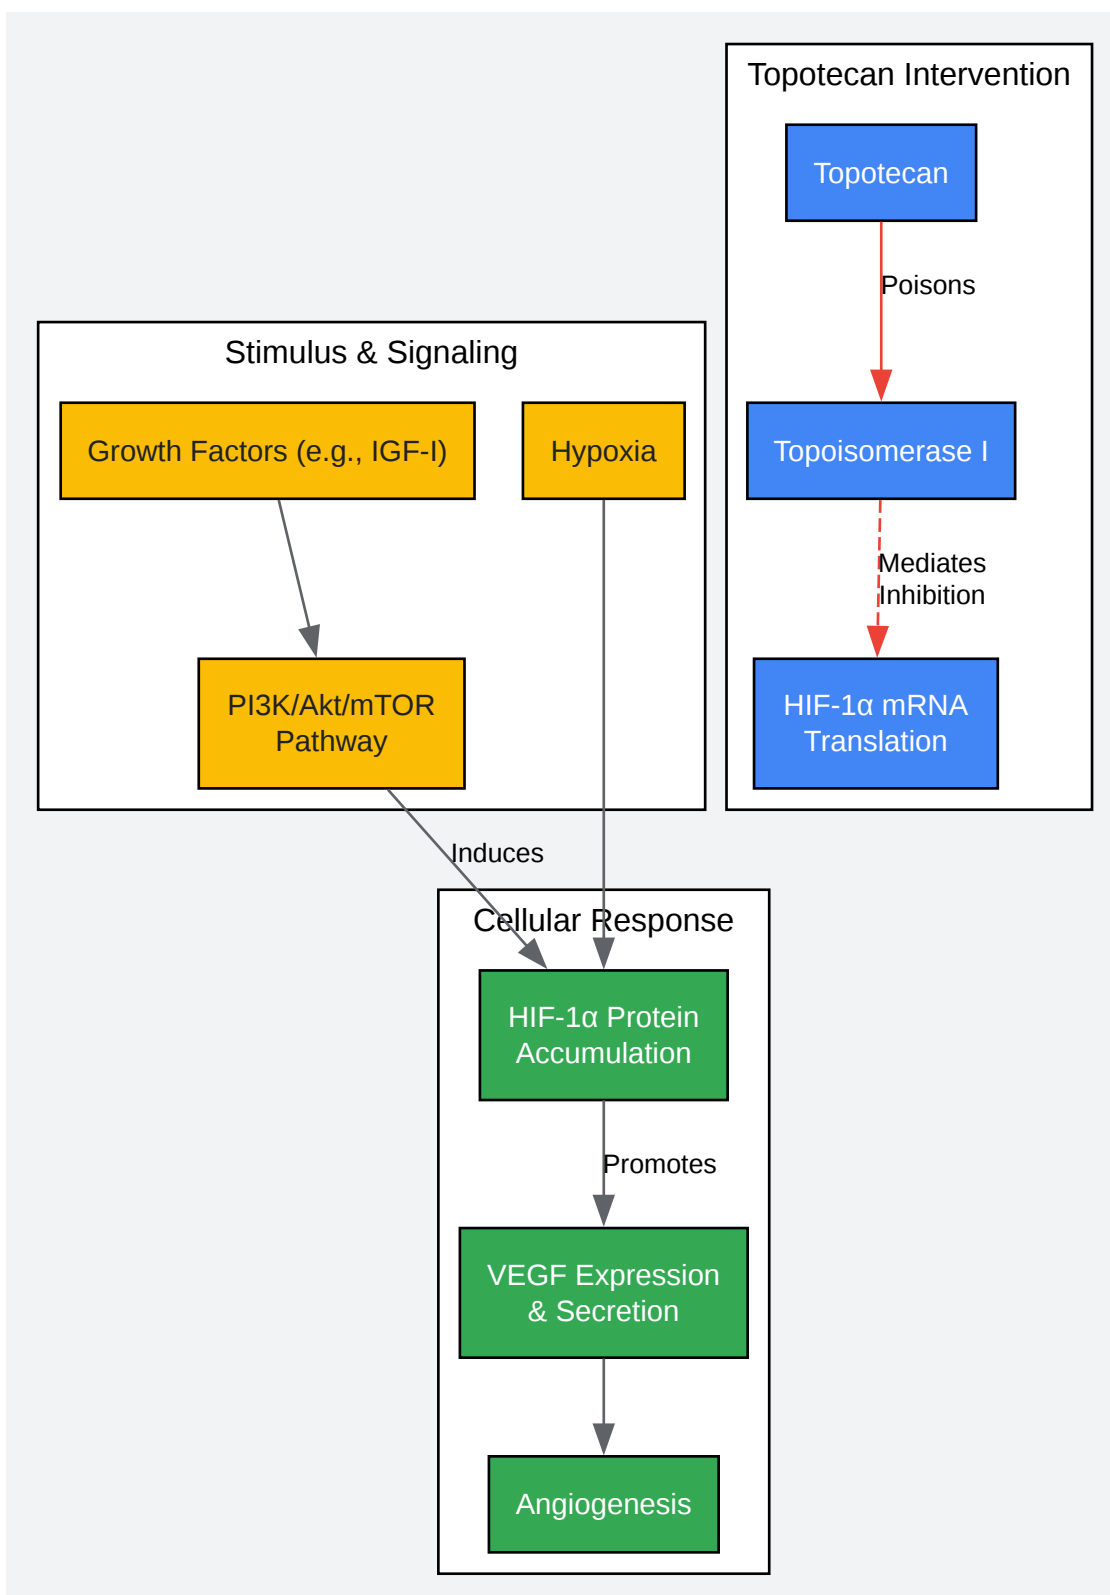 Topotecan Intervention
Topotecan
Poisons
Stimulus & Signaling
Growth Factors (e.g., IGF-I)
Hypoxia
Topoisomerase I
Mediates
Inhibition
PI3K/Akt/mTOR
Pathway
HIF-1α mRNA
Translation
Induces
Cellular Response
HIF-1α Protein
Accumulation
Promotes
VEGF Expression
& Secretion
Angiogenesis